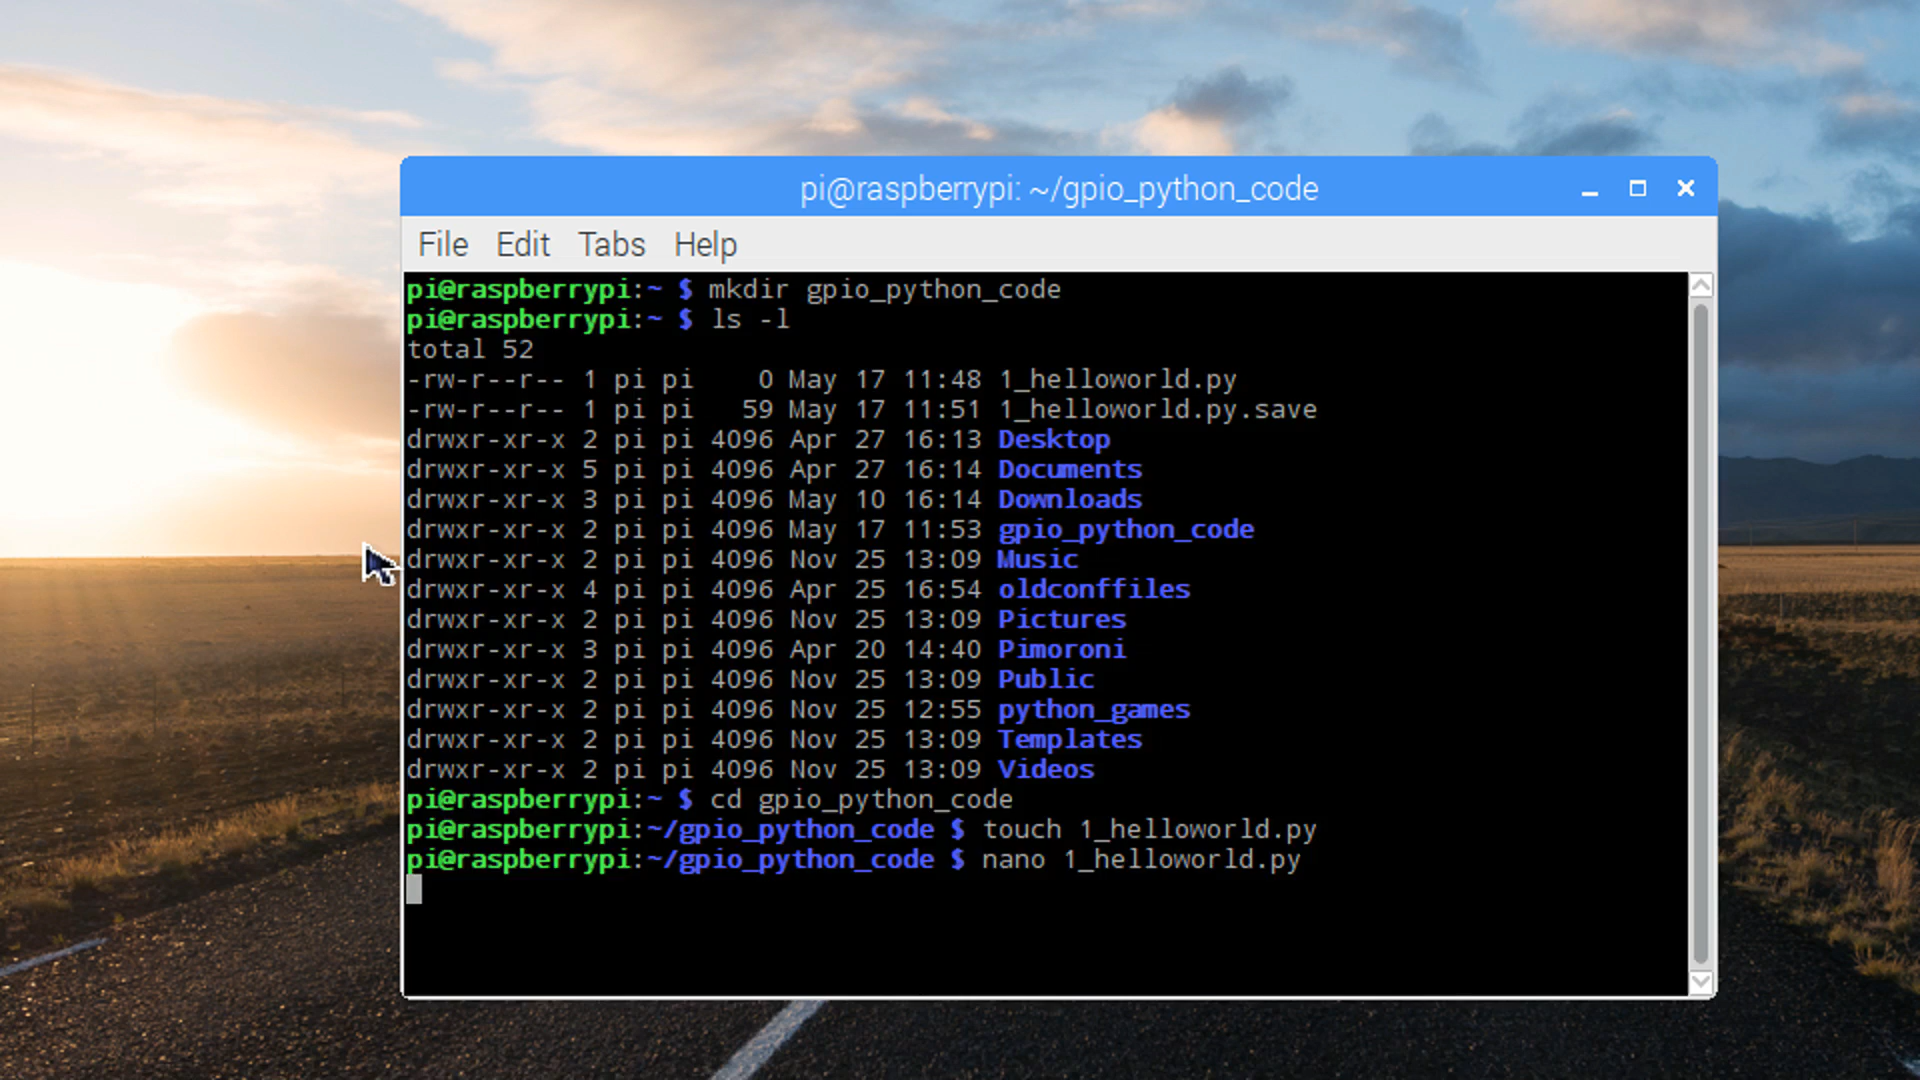 pi@raspberrypi: ~/gpio_python_code
File Edit Tabs Help
pi@raspberrypi:~ $ mkdir gpio_python_code
pi@raspberrypi:~ $ ls -l
total 52
-rw-r--r-- 1 pi pi    0 May 17 11:48 1_helloworld.py
-rw-r--r-- 1 pi pi   59 May 17 11:51 1_helloworld.py.save
drwxr-xr-x 2 pi pi 4096 Apr 27 16:13 Desktop
drwxr-xr-x 5 pi pi 4096 Apr 27 16:14 Documents
drwxr-xr-x 3 pi pi 4096 May 10 16:14 Downloads
drwxr-xr-x 2 pi pi 4096 May 17 11:53 gpio_python_code
drwxr-xr-x 2 pi pi 4096 Nov 25 13:09 Music
drwxr-xr-x 4 pi pi 4096 Apr 25 16:54 oldconffiles
drwxr-xr-x 2 pi pi 4096 Nov 25 13:09 Pictures
drwxr-xr-x 3 pi pi 4096 Apr 20 14:40 Pimoroni
drwxr-xr-x 2 pi pi 4096 Nov 25 13:09 Public
drwxr-xr-x 2 pi pi 4096 Nov 25 12:55 python_games
drwxr-xr-x 2 pi pi 4096 Nov 25 13:09 Templates
drwxr-xr-x 2 pi pi 4096 Nov 25 13:09 Videos
pi@raspberrypi:~ $ cd gpio_python_code
pi@raspberrypi:~/gpio_python_code $ touch 1_helloworld.py
pi@raspberrypi:~/gpio_python_code $ nano 1_helloworld.py